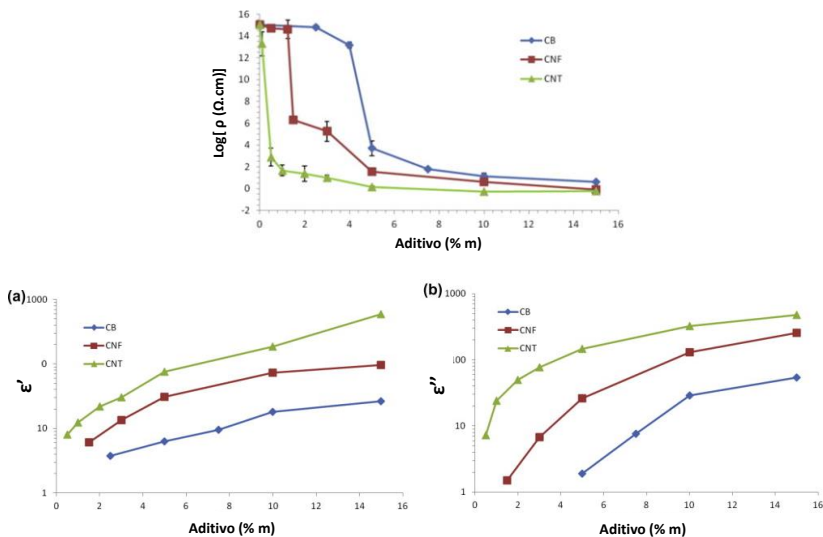 16
14
12
10
8
6
4
2
0
-2
Log[ ρ (Ω.cm)]
0 2 4 6 8 10 12 14 16
Aditivo (% m)
CB
CNF
CNT
(a)
1000
0
10
1
ε′
0 2 4 6 8 10 12 14 16
Aditivo (% m)
CB
CNF
CNT
(b)
1000
100
10
1
ε′′
0 2 4 6 8 10 12 14 16
Aditivo (% m)
CB
CNF
CNT